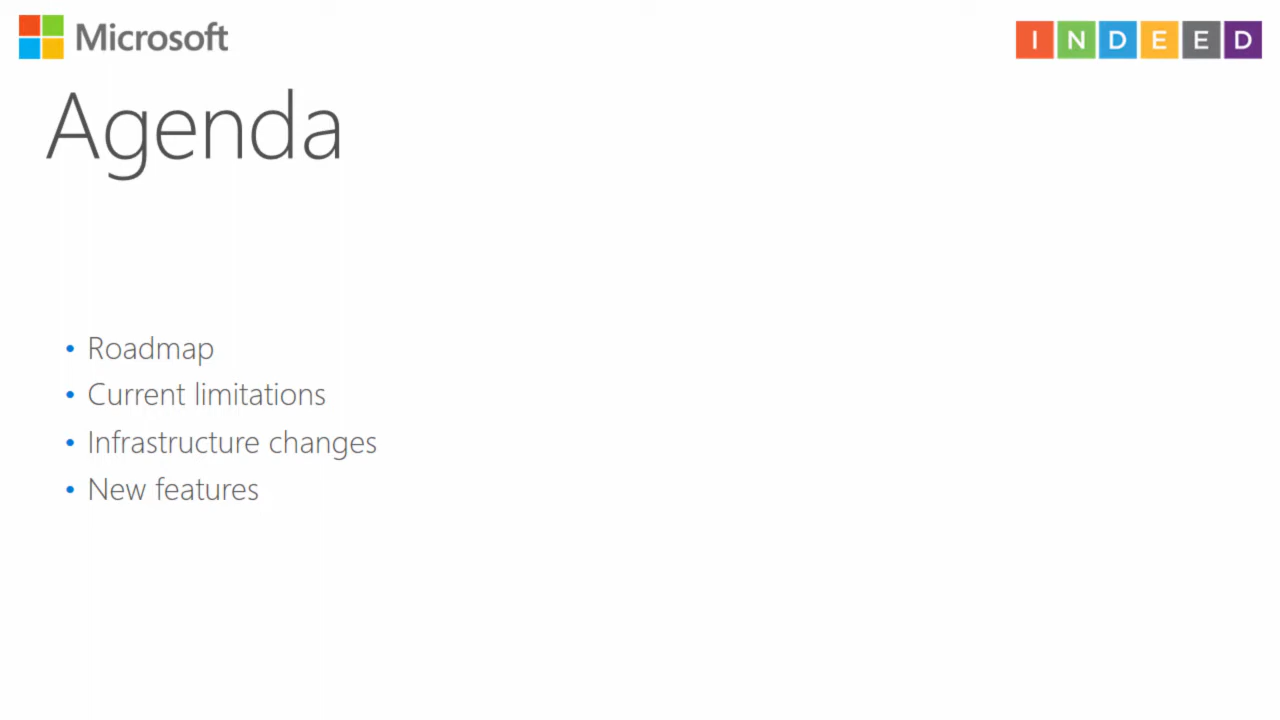 Microsoft
INDEED
Agenda
• Roadmap
• Current limitations
• Infrastructure changes
• New features